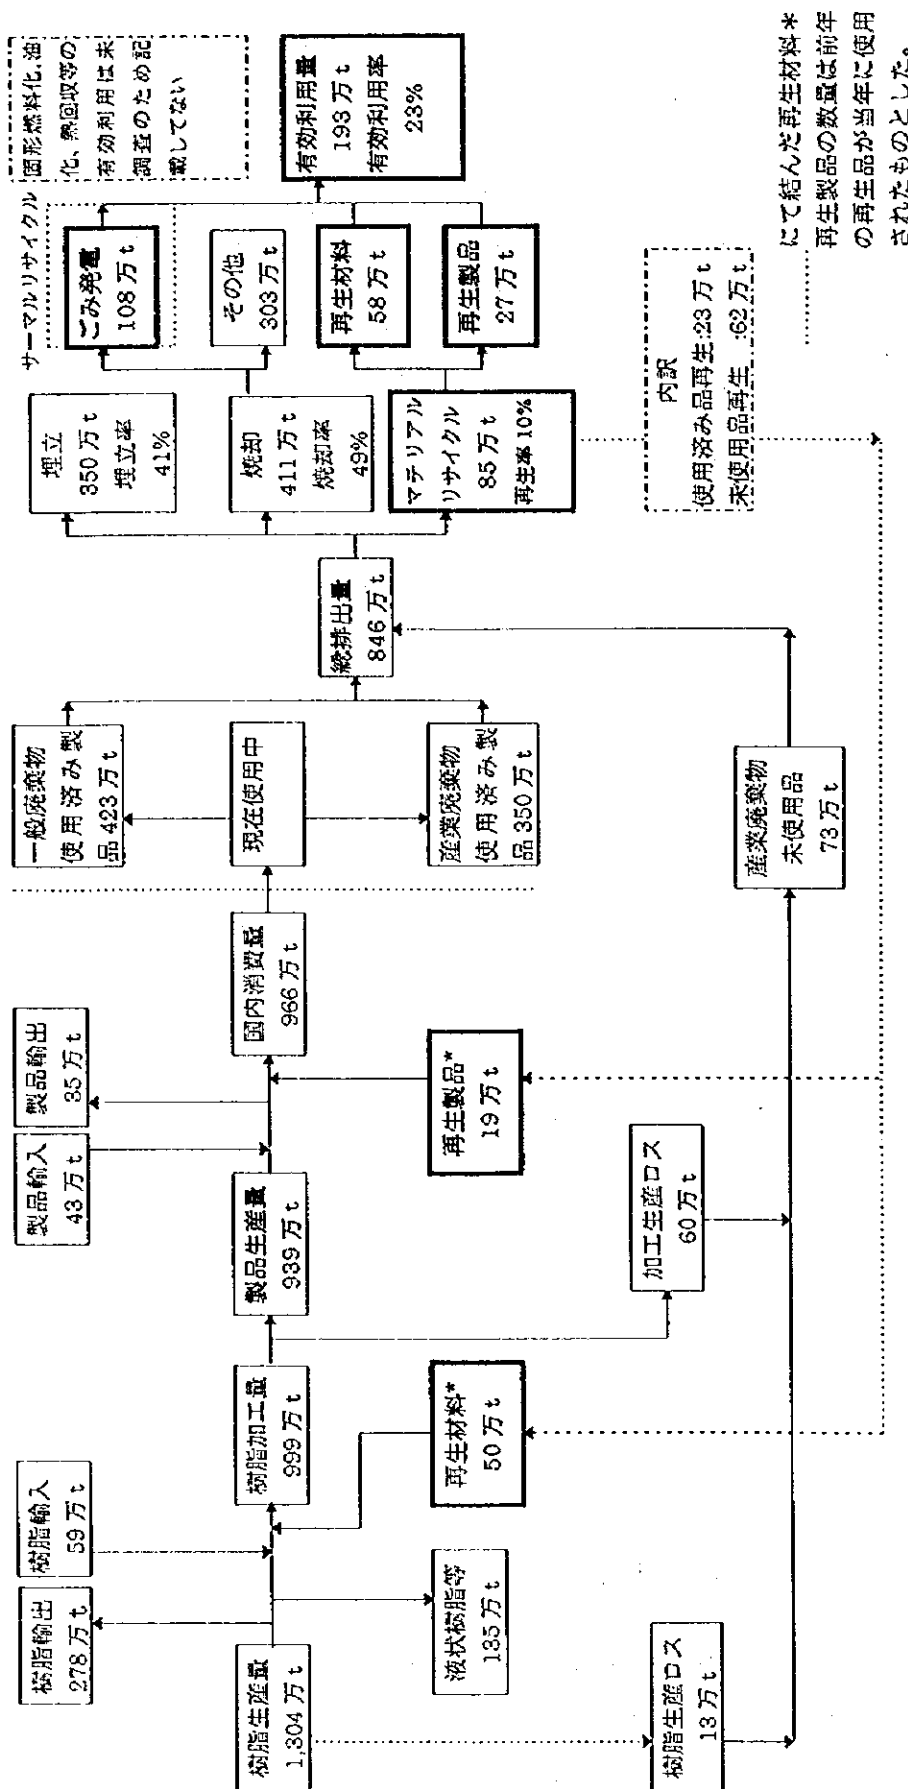 樹脂生産量
1,304万t
樹脂輸出
278万t
樹脂輸入
59万t
液状樹脂等
135万t
樹脂生産ロス
13万t
再生材料*
50万t
樹脂加工量
999万t
加工生産ロス
60万t
製品生産量
939万t
製品輸入
43万t
製品輸出
35万t
再生製品*
19万t
国内消費量
966万t
一般廃棄物
使用済み製
品423万t
現在使用中
産業廃棄物
使用済み製
品350万t
産業廃棄物
未使用品
73万t
総排出量
846万t
埋立
350万t
埋立率
41%
焼却
411万t
焼却率
49%
マテリアル
リサイクル
85万t
再生率10%
内訳
使用済み品再生:23万t
未使用品再生 :62万t
サーマルリサイクル
ごみ発電
108万t
その他
303万t
再生材料
58万t
再生製品
27万t
固形燃料化、油
化、熱回収等の
有効利用は未
調査のため記
載してない
有効利用量
193万t
有効利用率
23%
にて結んだ再生材料*
再生製品の数量は前年
の再生品が当年に使用
されたものとした。